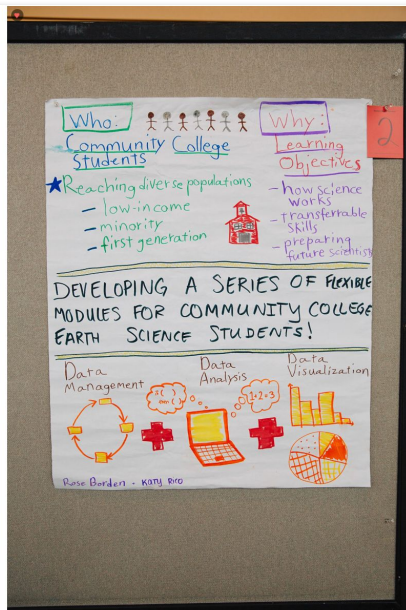 Who:
Community College
Students
Reaching diverse populations
- low-income
- minority
- first generation
Why:
Learning
Objectives
- how science
works
- transferrable
skills
- preparing
future scientists
2
DEVELOPING A SERIES OF FLEXIBLE
MODULES FOR COMMUNITY COLLEGE
EARTH SCIENCE STUDENTS!
Data
Management
Data
Analysis
Data
Visualization
1+2=3
Rose Borden - Katy Rico